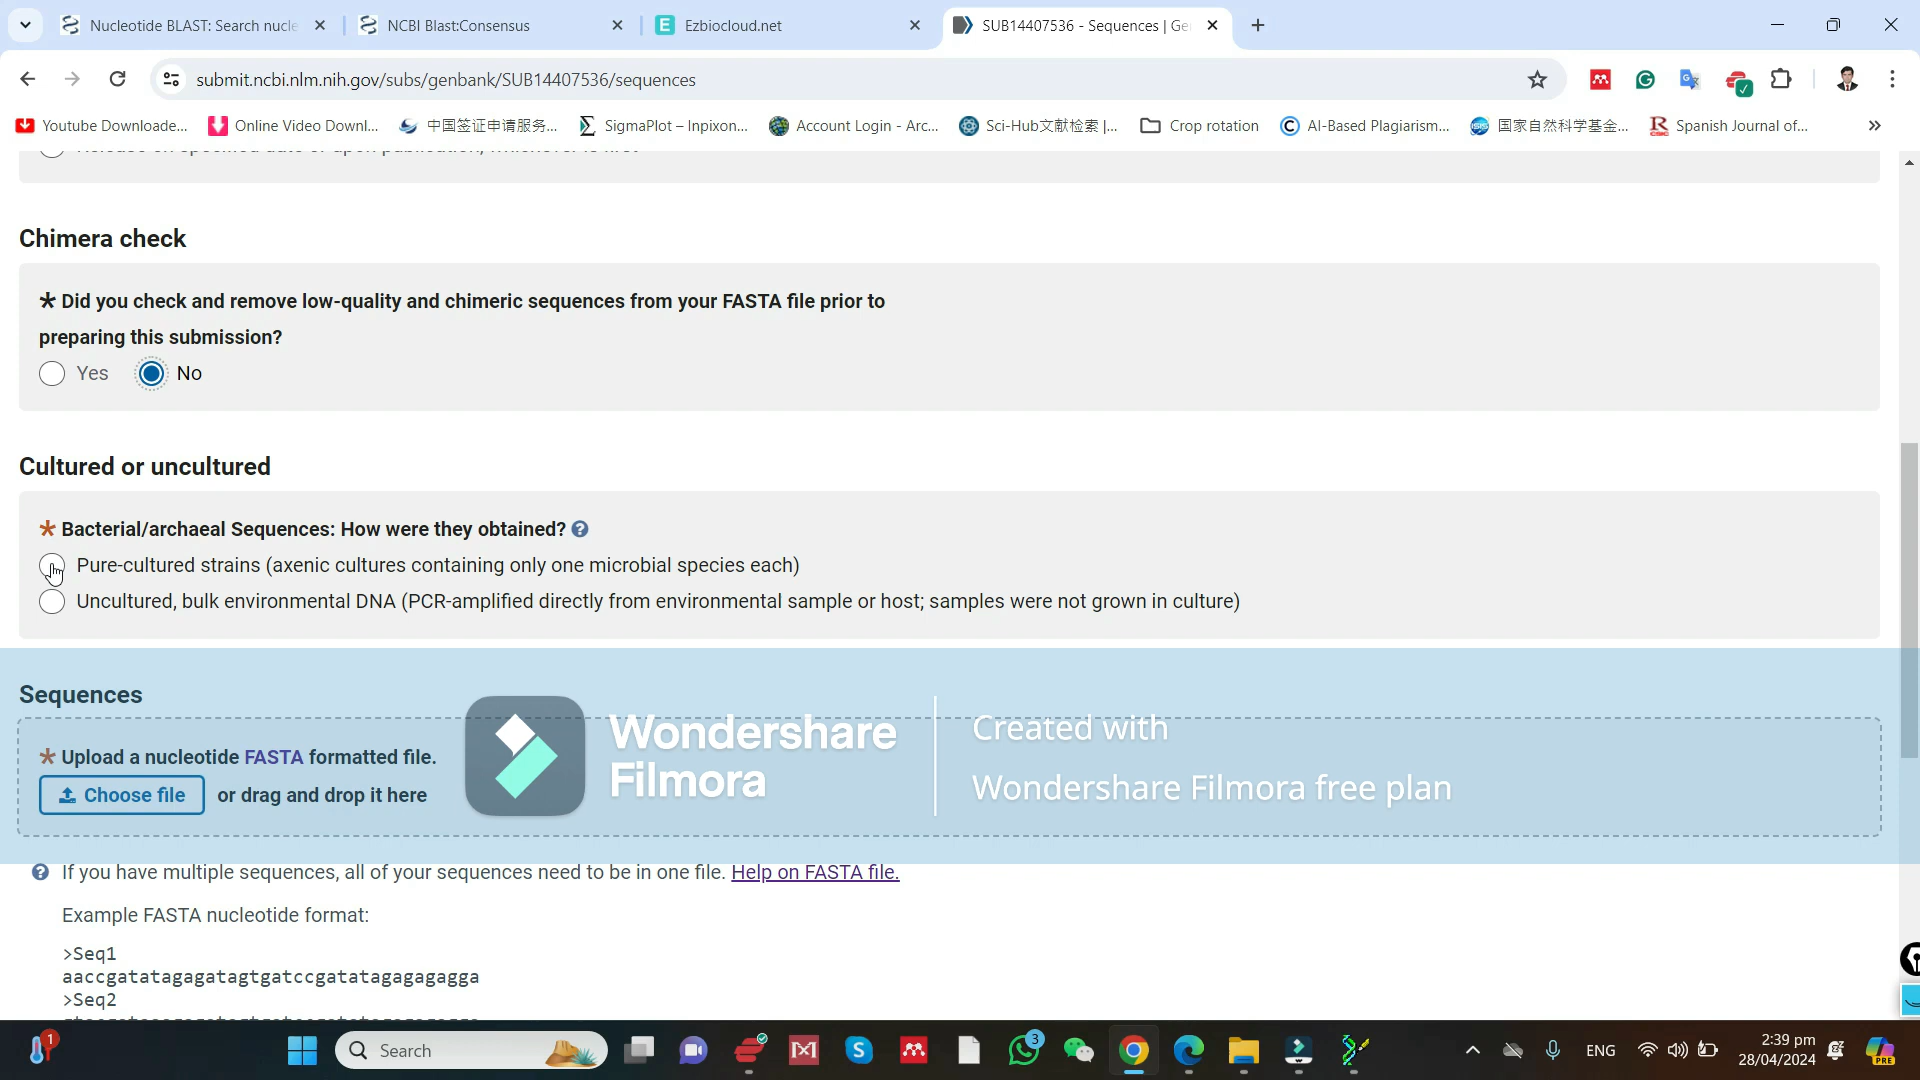 Nucleotide BLAST: Search nucle
NCBI Blast:Consensus
Ezbiocloud.net
SUB14407536 - Sequences | Ge
submit.ncbi.nlm.nih.gov/subs/genbank/SUB14407536/sequences
Youtube Downloade...
Online Video Downl...
中国签证申请服务...
SigmaPlot – Inpixon...
Account Login - Arc...
Sci-Hub文献检索 |...
Crop rotation
AI-Based Plagiarism...
国家自然科学基金...
Spanish Journal of...
Chimera check
* Did you check and remove low-quality and chimeric sequences from your FASTA file prior to
preparing this submission?
Yes No
Cultured or uncultured
* Bacterial/archaeal Sequences: How were they obtained?
Pure-cultured strains (axenic cultures containing only one microbial species each)
Uncultured, bulk environmental DNA (PCR-amplified directly from environmental sample or host; samples were not grown in culture)
Sequences
* Upload a nucleotide FASTA formatted file.
Choose file or drag and drop it here
Wondershare
Filmora
Created with
Wondershare Filmora free plan
If you have multiple sequences, all of your sequences need to be in one file. Help on FASTA file.
Example FASTA nucleotide format:
>Seq1
aaccgatatagagatagtgatccgatatagagagagga
>Seq2
1
Search
3
ENG
2:39 pm
28/04/2024
PRE